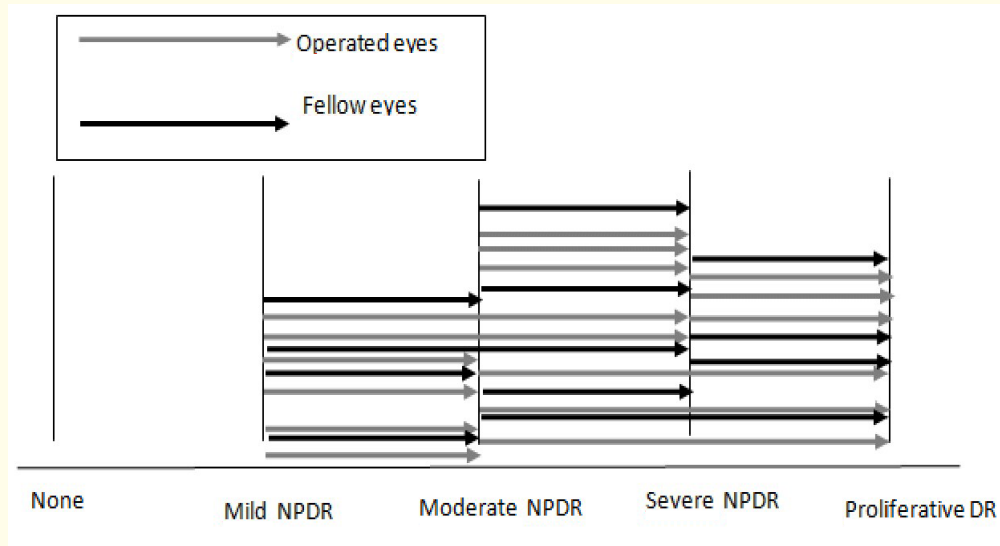 Operated eyes
Fellow eyes
None
Mild NPDR
Moderate NPDR
Severe NPDR
Proliferative DR